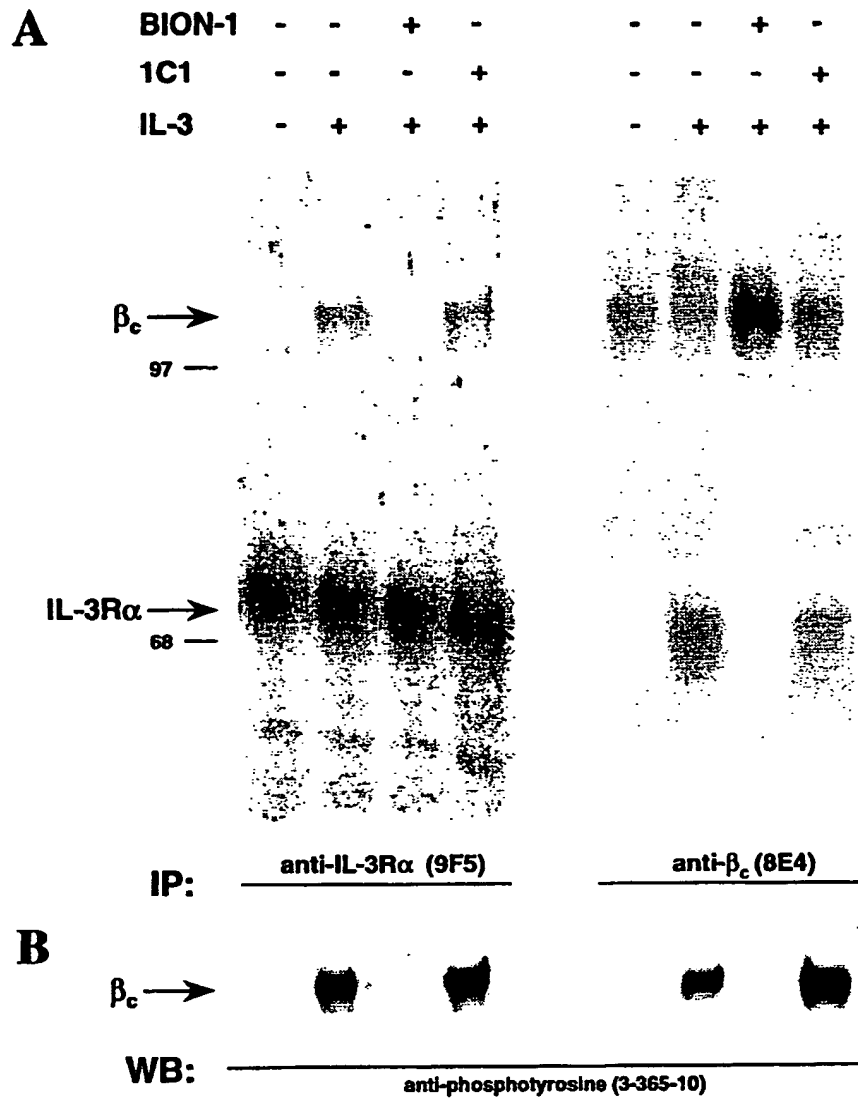 A
BION-1 - - + - - - + -
1C1 - - - + - - - +
IL-3 - + + + - + + +
βc
97
IL-3Rα
68
IP: anti-IL-3Rα (9F5) anti-βc (8E4)
B
βc
WB: anti-phosphotyrosine (3-365-10)